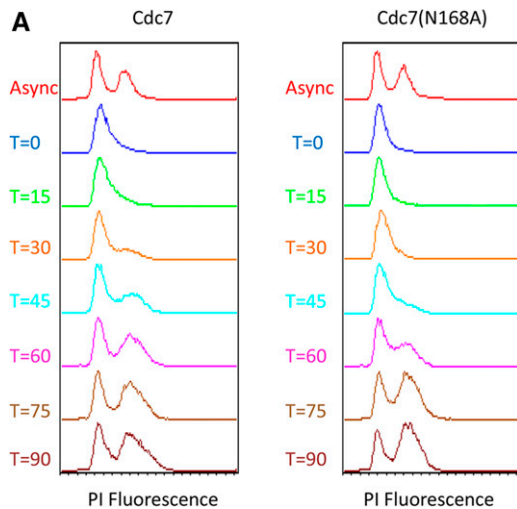 A
Cdc7
Cdc7(N168A)
Async
T=0
T=15
T=30
T=45
T=60
T=75
T=90
PI Fluorescence
Async
T=0
T=15
T=30
T=45
T=60
T=75
T=90
PI Fluorescence